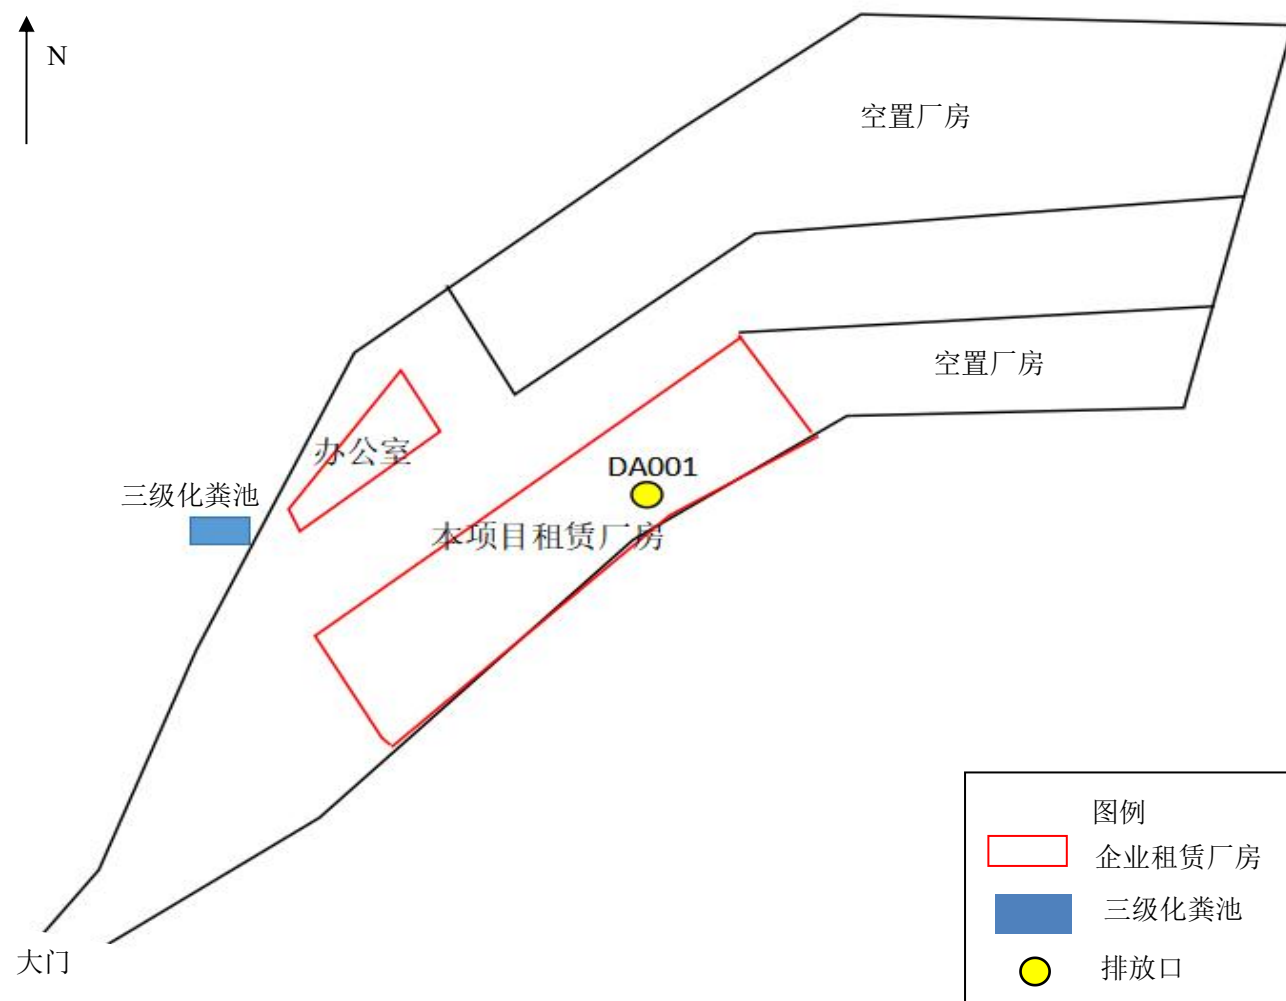 N
空置厂房
空置厂房
办公室
DA001
三级化粪池
本项目租赁厂房
图例
企业租赁厂房
三级化粪池
排放口
大门